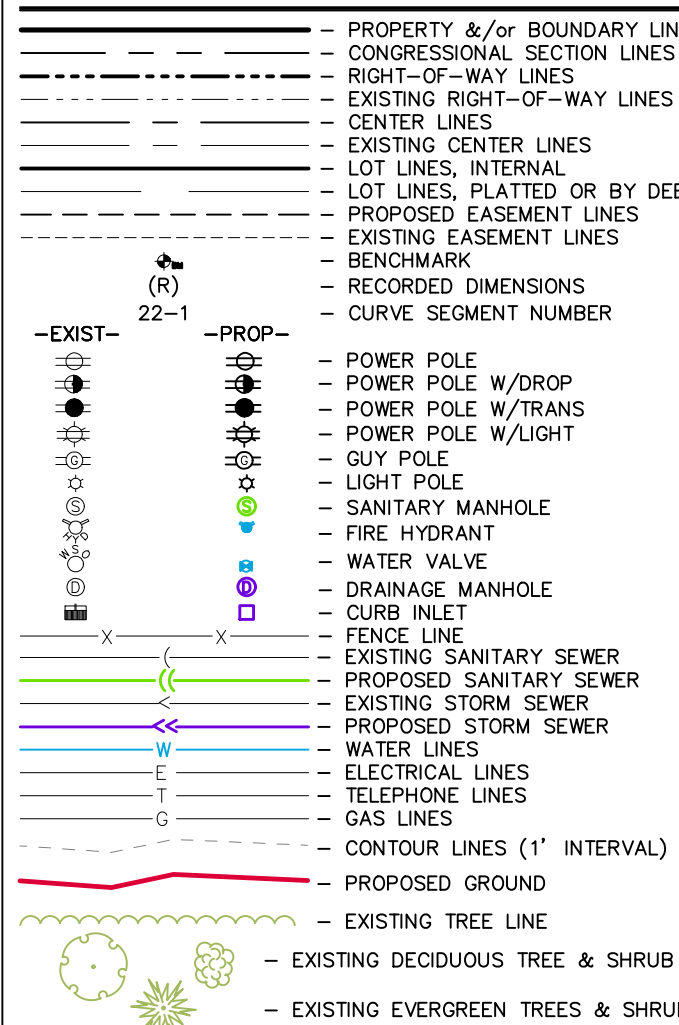 — PROPERTY &/or BOUNDARY
— CONGRESSIONAL SECTION LINES
— RIGHT-OF-WAY LINES
— EXISTING RIGHT-OF-WAY LINES
— CENTER LINES
— EXISTING CENTER LINES
— LOT LINES, INTERNAL
— LOT LINES, PLATTED OR BY
— PROPOSED EASEMENT LINES
— EXISTING EASEMENT LINES
— BENCHMARK
(R) — RECORDED DIMENSIONS
22-1 — CURVE SEGMENT NUMBER
-EXIST- -PROP-
— POWER POLE
— POWER POLE W/DROP
— POWER POLE W/TRANS
— POWER POLE W/LIGHT
G G — GUY POLE
— LIGHT POLE
S S — SANITARY MANHOLE
HYD — FIRE HYDRANT
WSO — WATER VALVE
D D — DRAINAGE MANHOLE
— CURB INLET
X X — FENCE LINE
( — EXISTING SANITARY SEWER
(( — PROPOSED SANITARY SEWER
< — EXISTING STORM SEWER
<< — PROPOSED STORM SEWER
W — WATER LINES
E — ELECTRICAL LINES
T — TELEPHONE LINES
G — GAS LINES
— CONTOUR LINES (1' INTERVAL)
— PROPOSED GROUND
— EXISTING TREE LINE
— EXISTING DECIDUOUS TREE & SHRUB
— EXISTING EVERGREEN TREES &